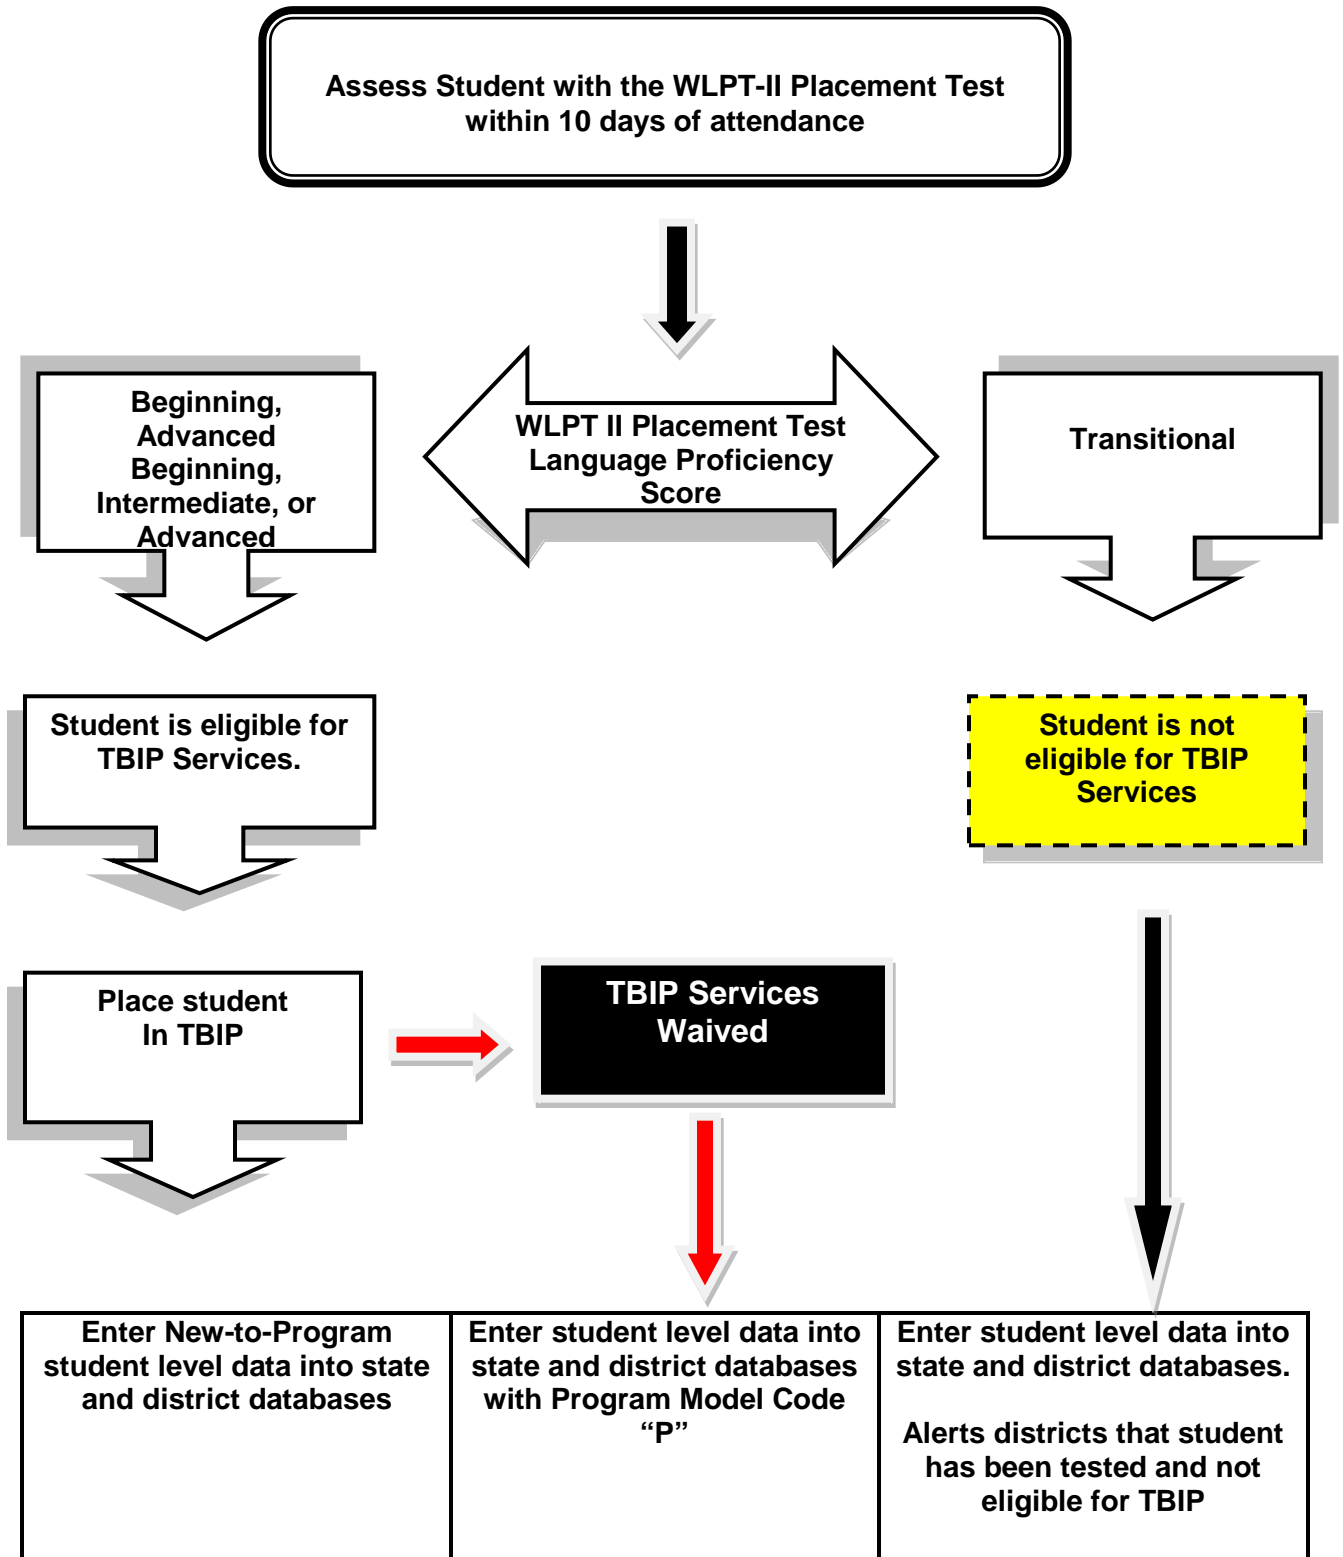 Assess Student with the WLPT-II Placement Test
within 10 days of attendance
Beginning,
Advanced
Beginning,
Intermediate, or
Advanced
WLPT II Placement Test
Language Proficiency
Score
Transitional
Student is eligible for
TBIP Services.
Student is not
eligible for TBIP
Services
Place student
In TBIP
TBIP Services
Waived
Enter New-to-Program
student level data into state
and district databases
Enter student level data into
state and district databases
with Program Model Code
“P”
Enter student level data into
state and district databases.
Alerts districts that student
has been tested and not
eligible for TBIP